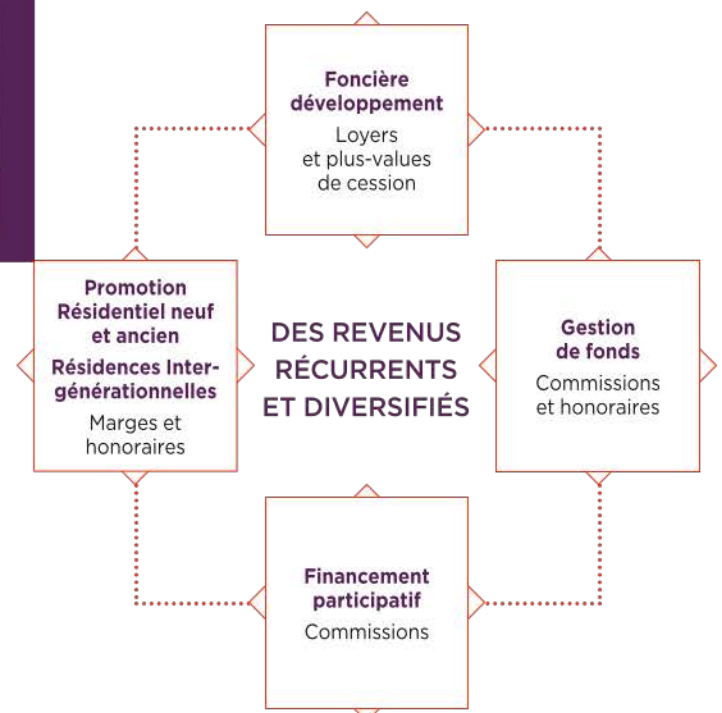 Foncière
développement
Loyers
et plus-values
de cession
Promotion
Résidentiel neuf
et ancien
Résidences Inter-
générationnelles
Marges et
honoraires
DES REVENUS
RÉCURRENTS
ET DIVERSIFIÉS
Gestion
de fonds
Commissions
et honoraires
Financement
participatif
Commissions